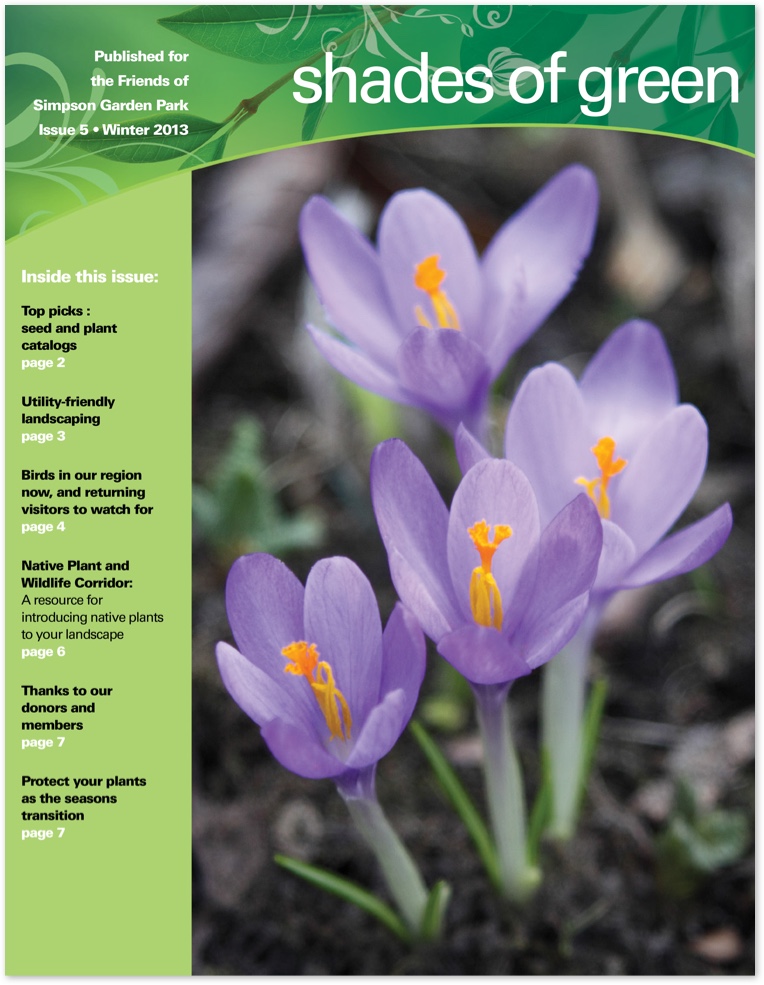 Published for
the Friends of
Simpson Garden Park
Issue 5 • Winter 2013
shades of green
Inside this issue:
Top picks :
seed and plant
catalogs
page 2
Utility-friendly
landscaping
page 3
Birds in our region
now, and returning
visitors to watch for
page 4
Native Plant and
Wildlife Corridor:
A resource for
introducing native plants
to your landscape
page 6
Thanks to our
donors and
members
page 7
Protect your plants
as the seasons
transition
page 7